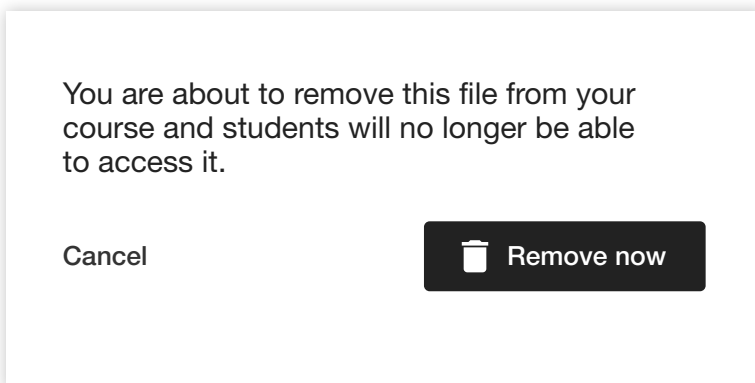 You are about to remove this file from your
course and students will no longer be able
to access it.
Cancel
Remove now